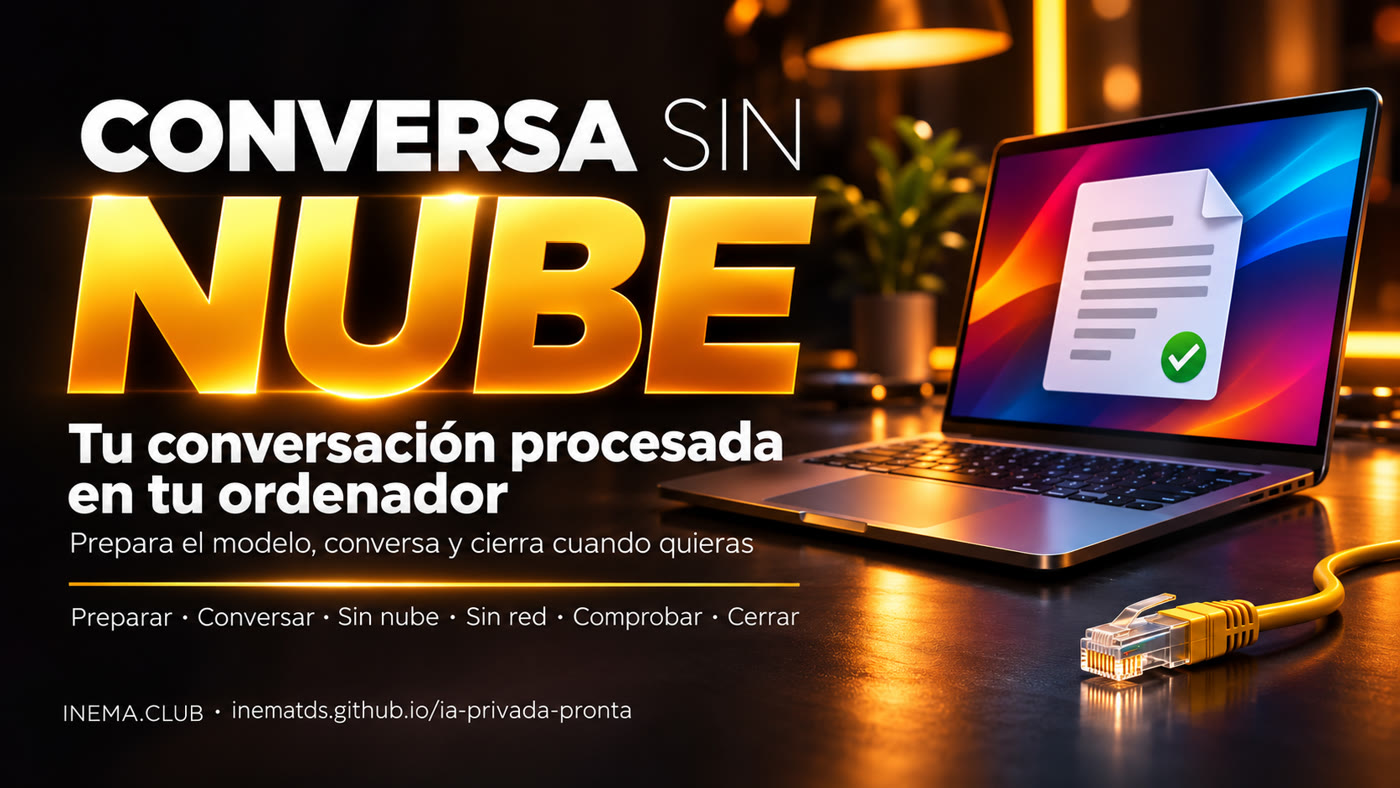 CONVERSA SIN
NUBE
Tu conversación procesada
en tu ordenador
Prepara el modelo, conversa y cierra cuando quieras
Preparar • Conversar • Sin nube • Sin red • Comprobar • Cerrar
INEMA.CLUB • inematds.github.io/ia-privada-pronta